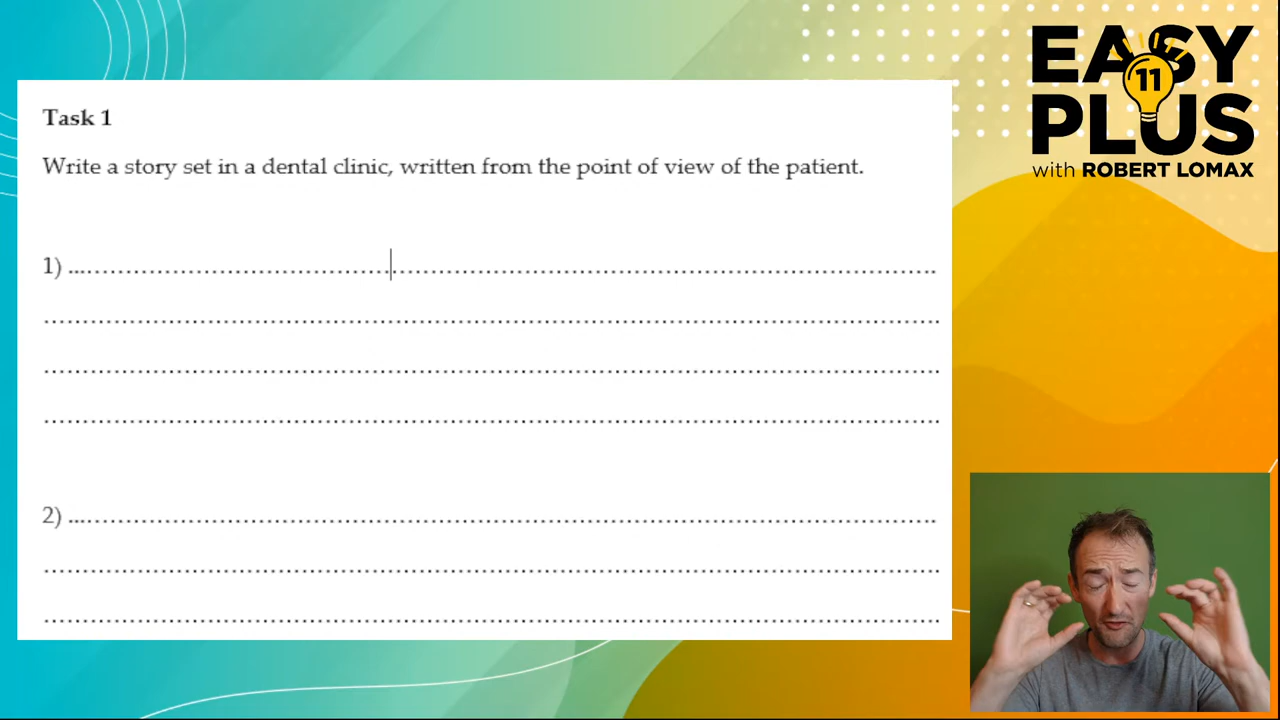 EASY
11
PLUS
with ROBERT LOMAX
Task 1
Write a story set in a dental clinic, written from the point of view of the patient.
1) ..........................................................................................
..........................................................................................
..........................................................................................
..........................................................................................
2) ..........................................................................................
..........................................................................................
..........................................................................................